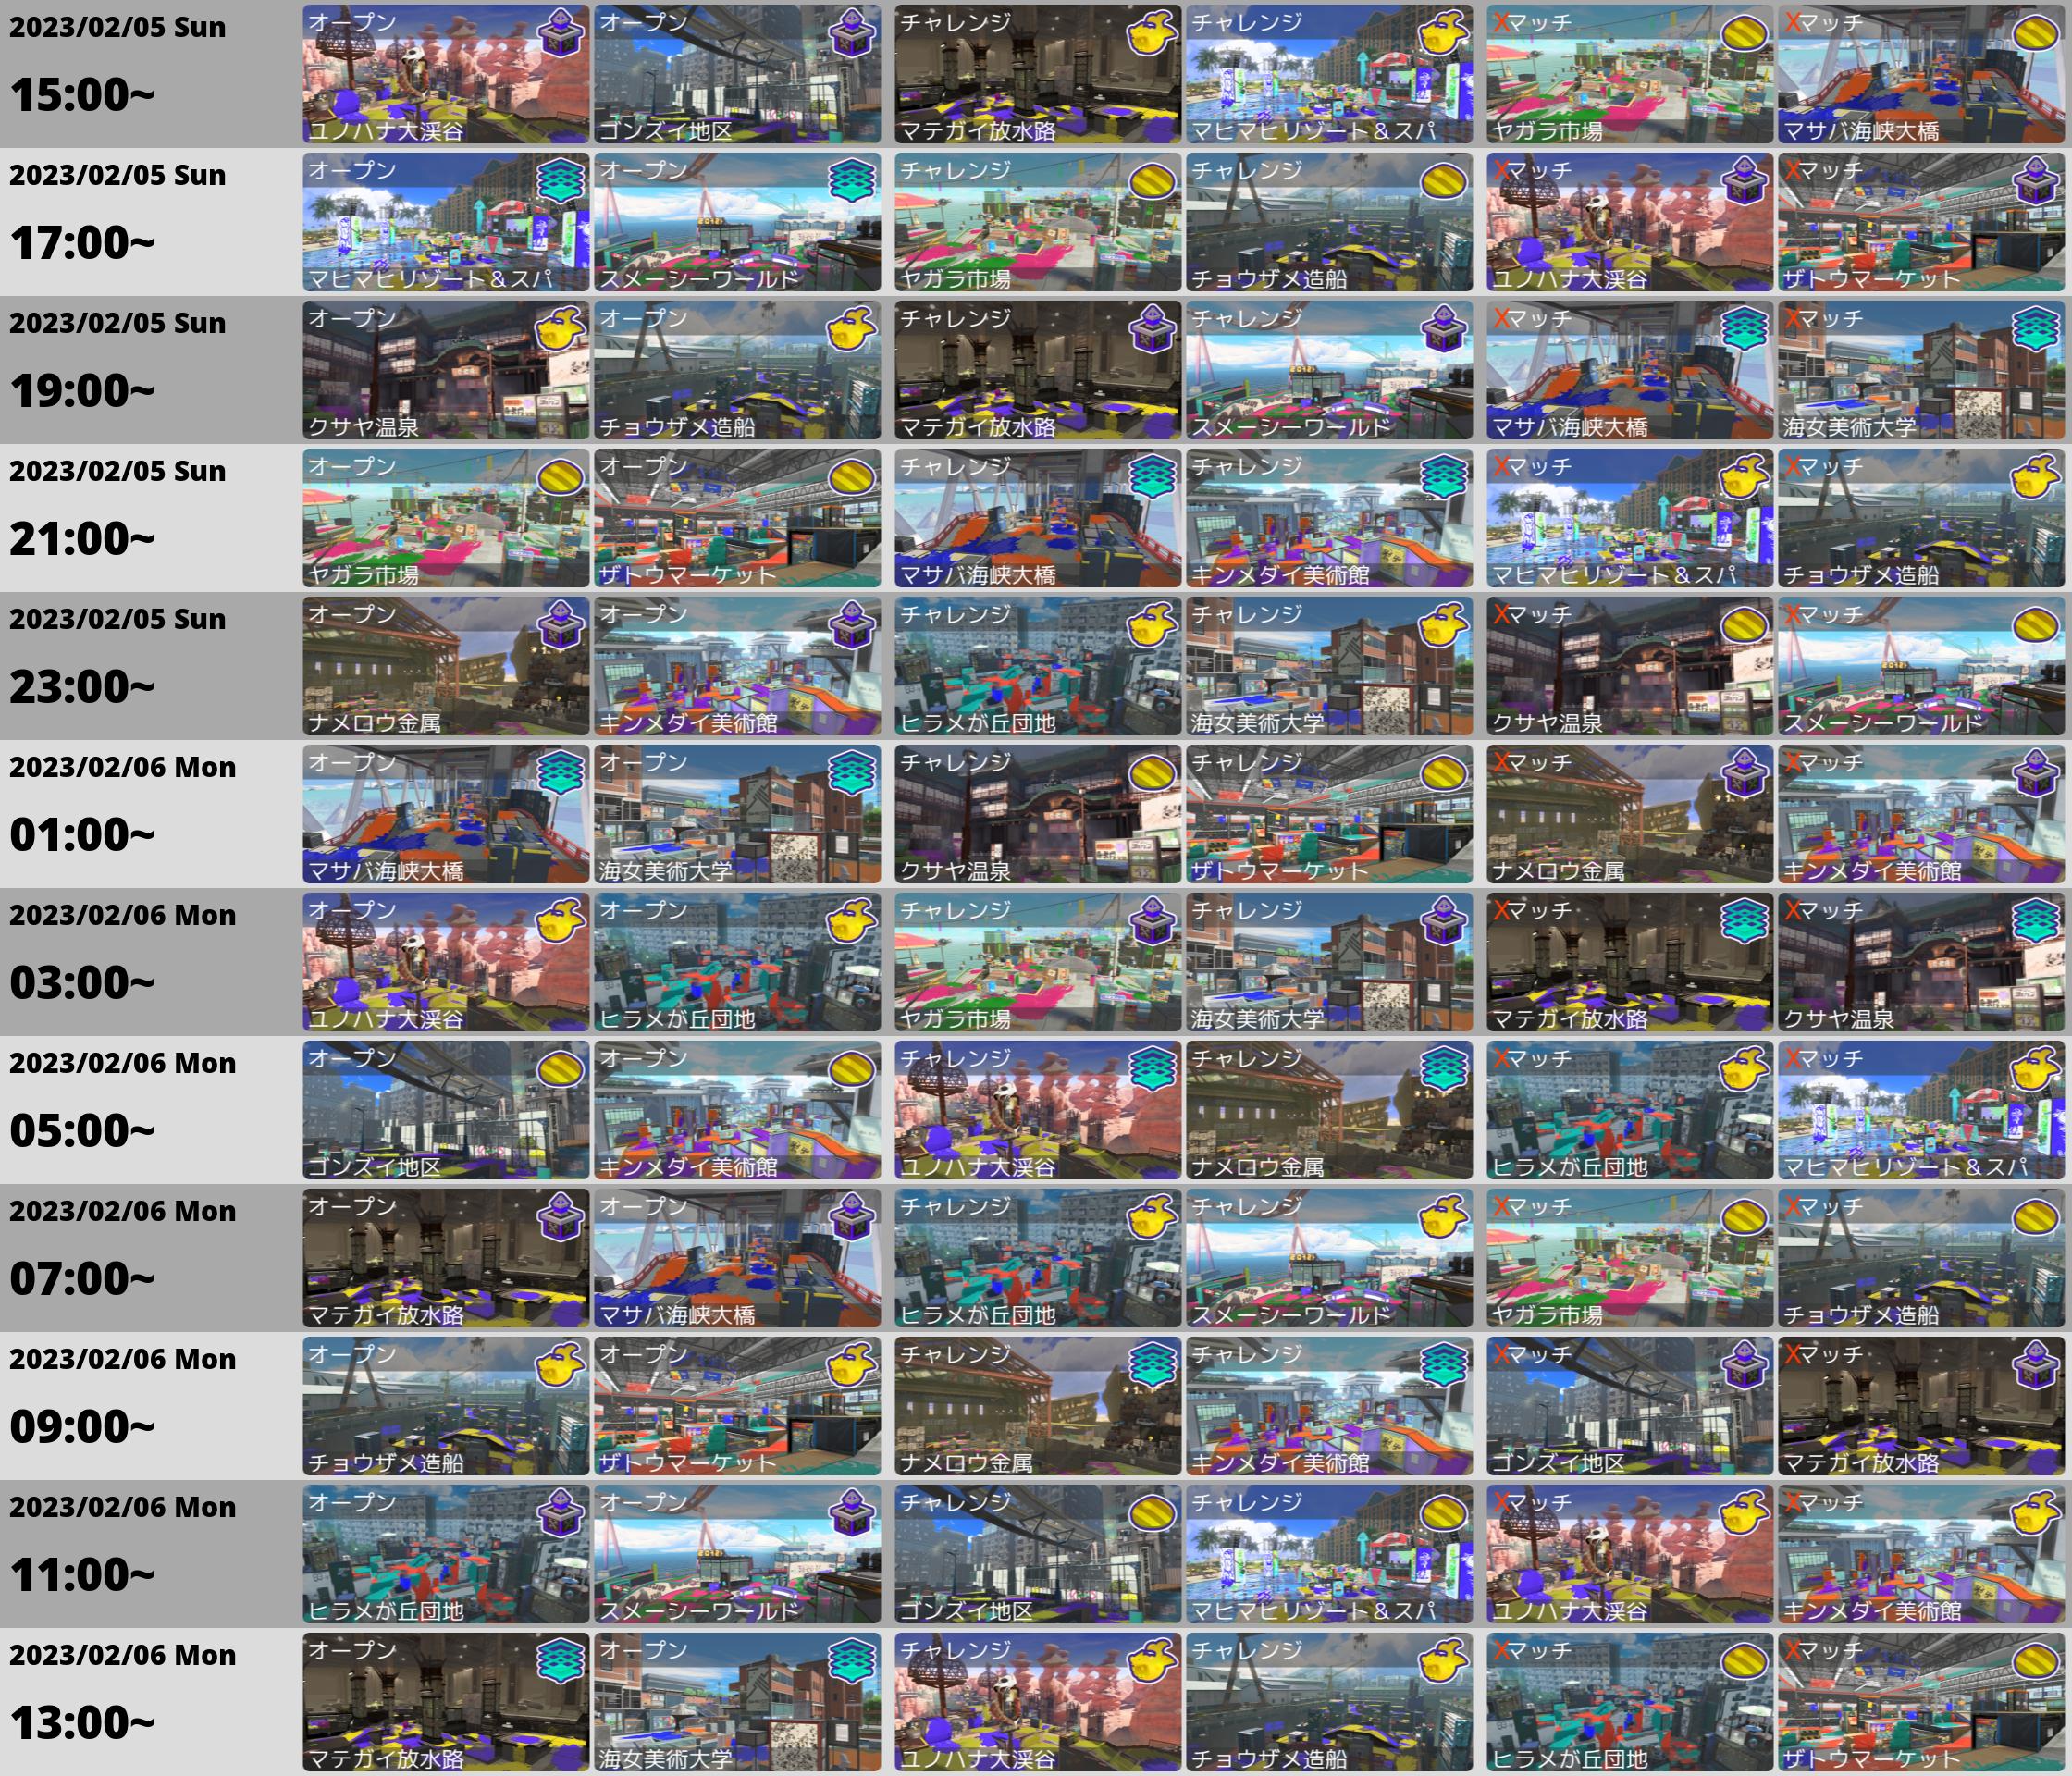 2023/02/05 Sun
15:00~
オープン オープン チャレンジ チャレンジ Xマッチ Xマッチ
ユノハナ大渓谷 ゴンズイ地区 マテガイ放水路 マヒマヒリゾート＆スパ ヤガラ市場 マサバ海峡大橋
2023/02/05 Sun
17:00~
オープン オープン チャレンジ チャレンジ Xマッチ Xマッチ
マヒマヒリゾート＆スパ スメーシーワールド ヤガラ市場 チョウザメ造船 ユノハナ大渓谷 ザトウマーケット
2023/02/05 Sun
19:00~
オープン オープン チャレンジ チャレンジ Xマッチ Xマッチ
クサヤ温泉 チョウザメ造船 マテガイ放水路 スメーシーワールド マサバ海峡大橋 海女美術大学
2023/02/05 Sun
21:00~
オープン オープン チャレンジ チャレンジ Xマッチ Xマッチ
ヤガラ市場 ザトウマーケット マサバ海峡大橋 キンメダイ美術館 マヒマヒリゾート＆スパ チョウザメ造船
2023/02/05 Sun
23:00~
オープン オープン チャレンジ チャレンジ Xマッチ Xマッチ
ナメロウ金属 キンメダイ美術館 ヒラメが丘団地 海女美術大学 クサヤ温泉 スメーシーワールド
2023/02/06 Mon
01:00~
オープン オープン チャレンジ チャレンジ Xマッチ Xマッチ
マサバ海峡大橋 海女美術大学 クサヤ温泉 ザトウマーケット ナメロウ金属 キンメダイ美術館
2023/02/06 Mon
03:00~
オープン オープン チャレンジ チャレンジ Xマッチ Xマッチ
ユノハナ大渓谷 ヒラメが丘団地 ヤガラ市場 海女美術大学 マテガイ放水路 クサヤ温泉
2023/02/06 Mon
05:00~
オープン オープン チャレンジ チャレンジ Xマッチ Xマッチ
ゴンズイ地区 キンメダイ美術館 ユノハナ大渓谷 ナメロウ金属 ヒラメが丘団地 マヒマヒリゾート＆スパ
2023/02/06 Mon
07:00~
オープン オープン チャレンジ チャレンジ Xマッチ Xマッチ
マテガイ放水路 マサバ海峡大橋 ヒラメが丘団地 スメーシーワールド ヤガラ市場 チョウザメ造船
2023/02/06 Mon
09:00~
オープン オープン チャレンジ チャレンジ Xマッチ Xマッチ
チョウザメ造船 ザトウマーケット ナメロウ金属 キンメダイ美術館 ゴンズイ地区 マテガイ放水路
2023/02/06 Mon
11:00~
オープン オープン チャレンジ チャレンジ Xマッチ Xマッチ
ヒラメが丘団地 スメーシーワールド ゴンズイ地区 マヒマヒリゾート＆スパ ユノハナ大渓谷 キンメダイ美術館
2023/02/06 Mon
13:00~
オープン オープン チャレンジ チャレンジ Xマッチ Xマッチ
マテガイ放水路 海女美術大学 ユノハナ大渓谷 チョウザメ造船 ヒラメが丘団地 ザトウマーケット